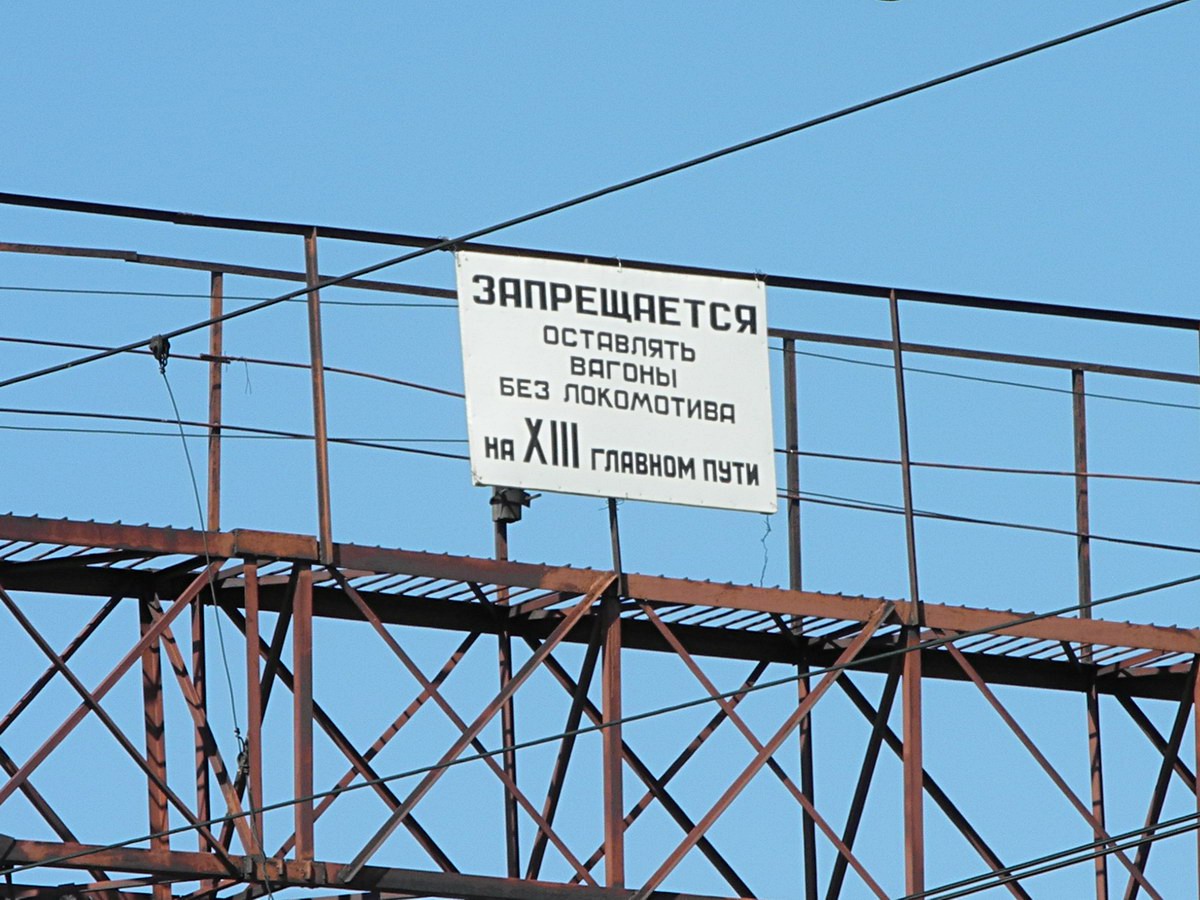 ЗАПРЕЩАЕТСЯ
ОСТАВЛЯТЬ
ВАГОНЫ
БЕЗ ЛОКОМОТИВА
НА XIII ГЛАВНОМ ПУТИ